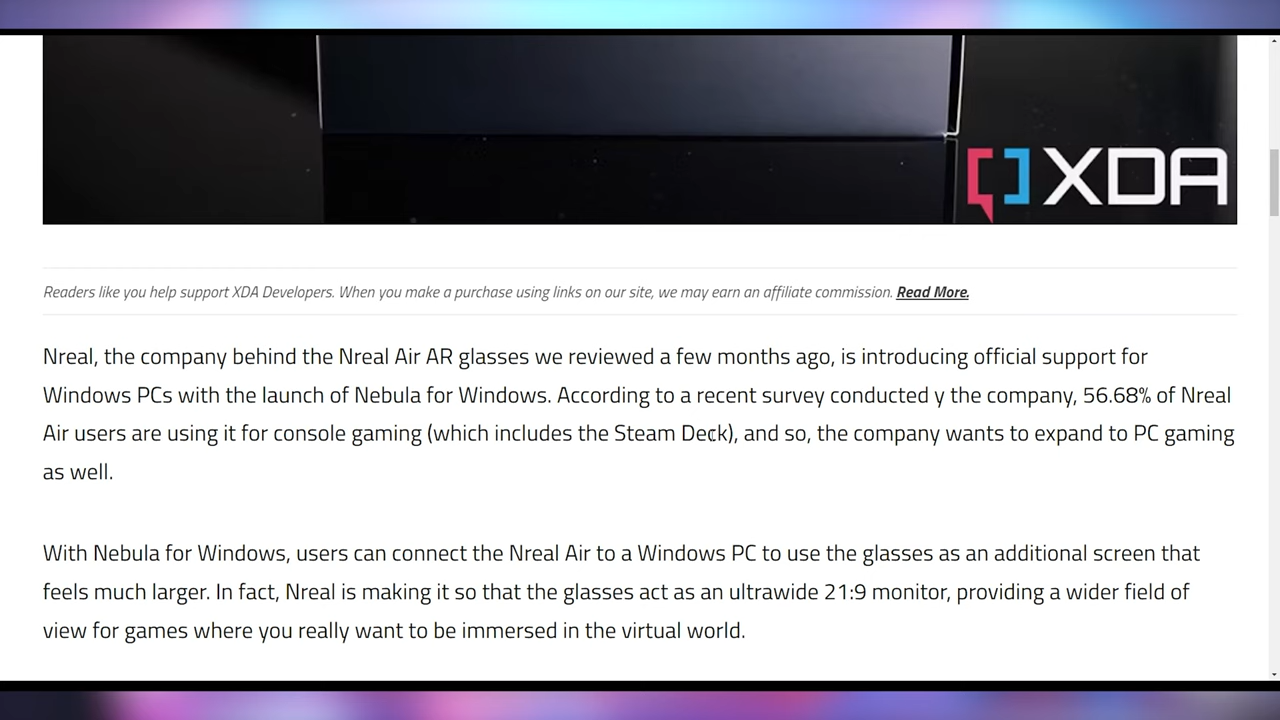 XDA
Readers like you help support XDA Developers. When you make a purchase using links on our site, we may earn an affiliate commission. Read More.
Nreal, the company behind the Nreal Air AR glasses we reviewed a few months ago, is introducing official support for
Windows PCs with the launch of Nebula for Windows. According to a recent survey conducted y the company, 56.68% of Nreal
Air users are using it for console gaming (which includes the Steam Deck), and so, the company wants to expand to PC gaming
as well.
With Nebula for Windows, users can connect the Nreal Air to a Windows PC to use the glasses as an additional screen that
feels much larger. In fact, Nreal is making it so that the glasses act as an ultrawide 21:9 monitor, providing a wider field of
view for games where you really want to be immersed in the virtual world.